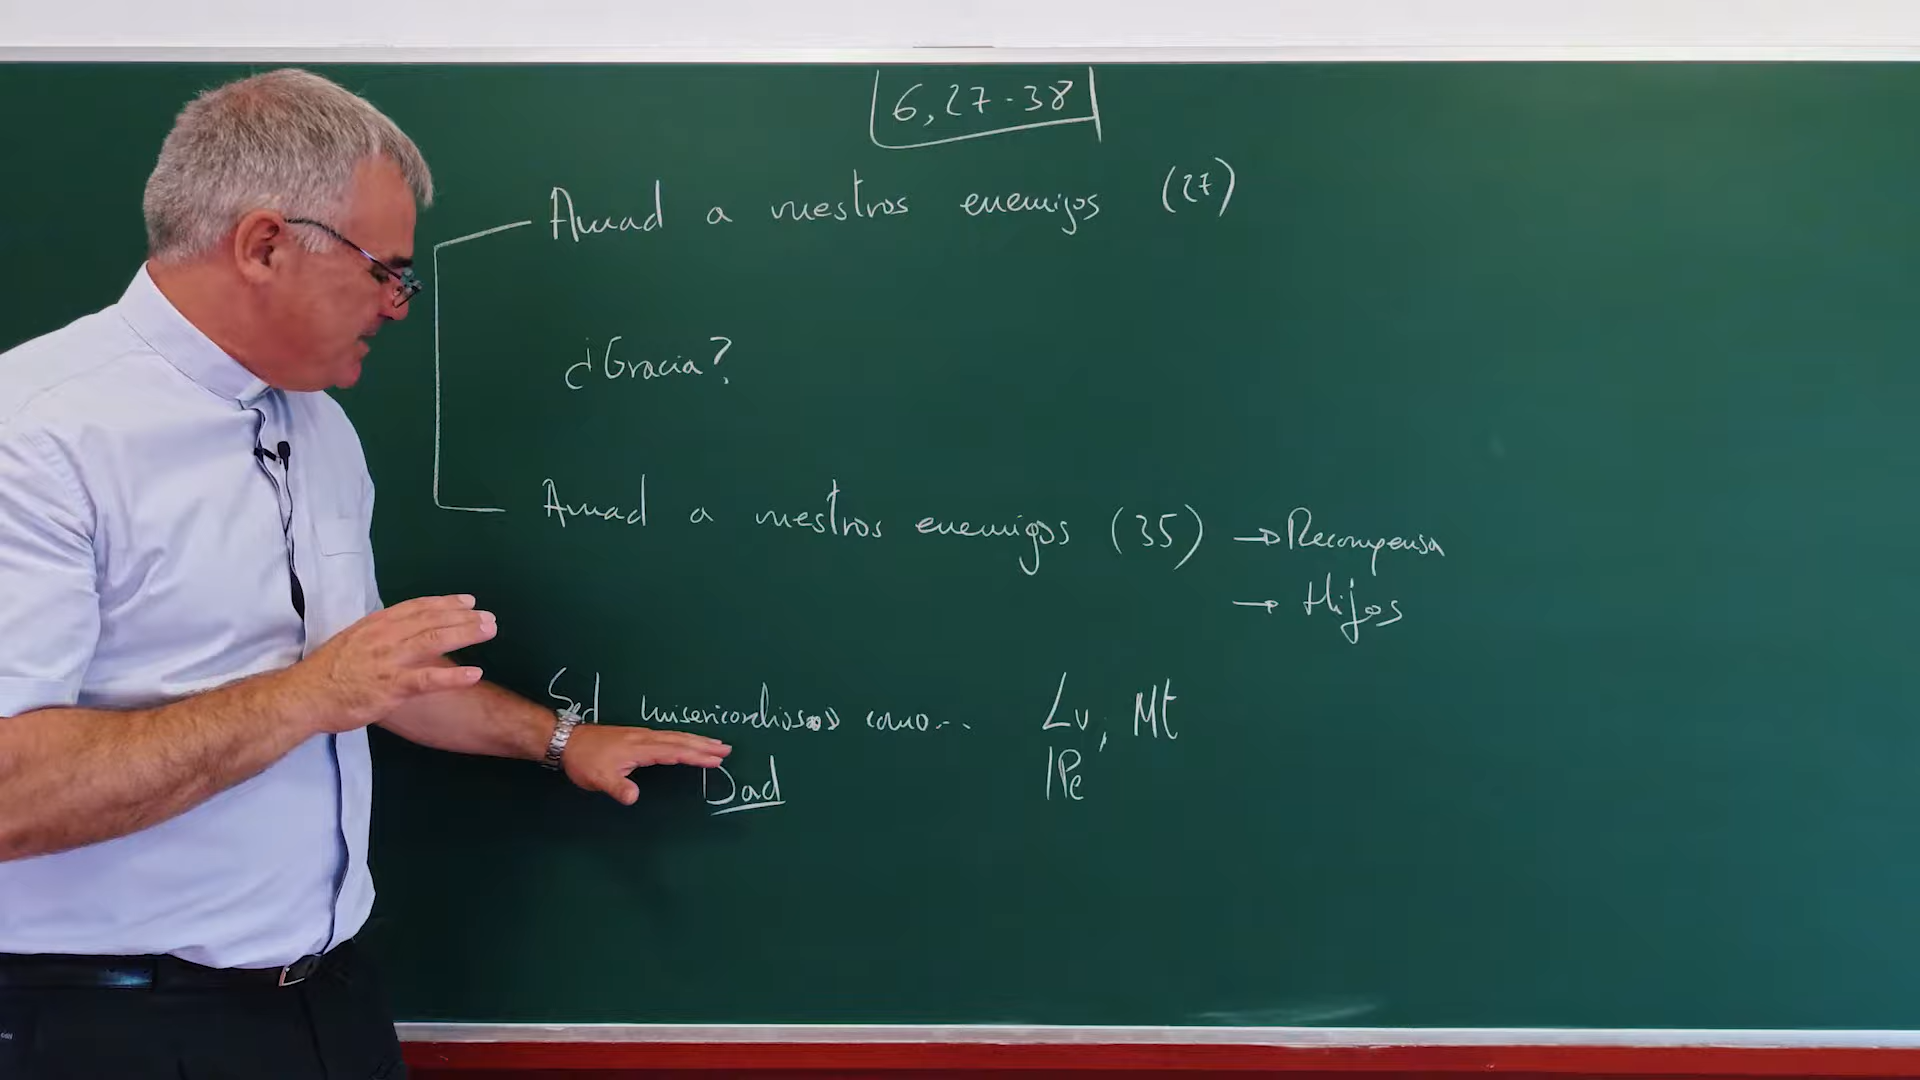 6,27-38
Amad a vuestros enemigos (27)
¿Gracia?
Amad a vuestros enemigos (35) → Recompensa
→ Hijos
Sed misericordiosos como... Lv, Mt
1Pe
Dad